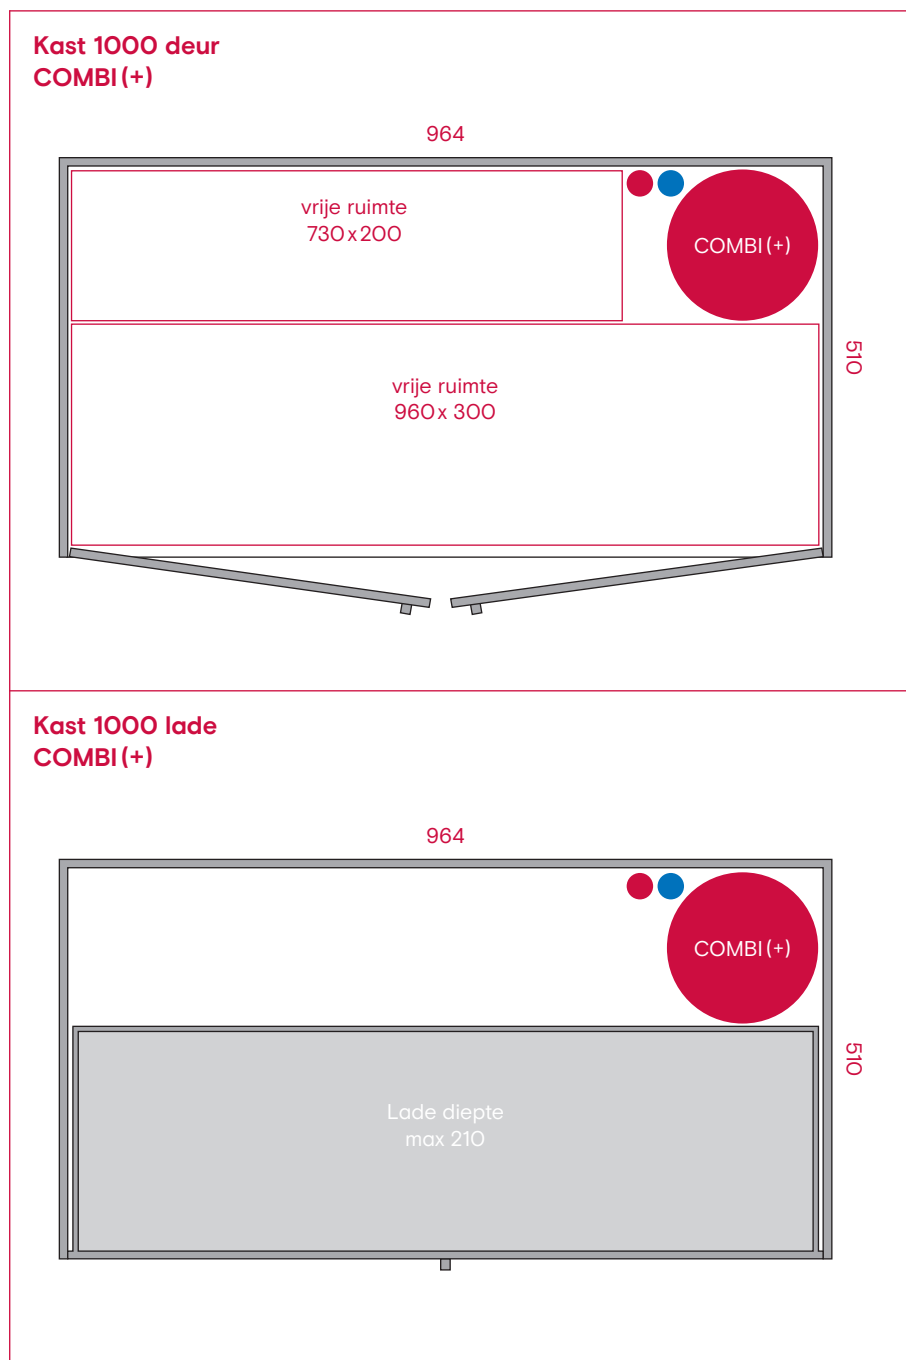 Kast 1000 deur
COMBI (+)
964
vrije ruimte
730 x 200
COMBI (+)
510
vrije ruimte
960 x 300
Kast 1000 lade
COMBI (+)
964
COMBI (+)
510
Lade diepte
max 210